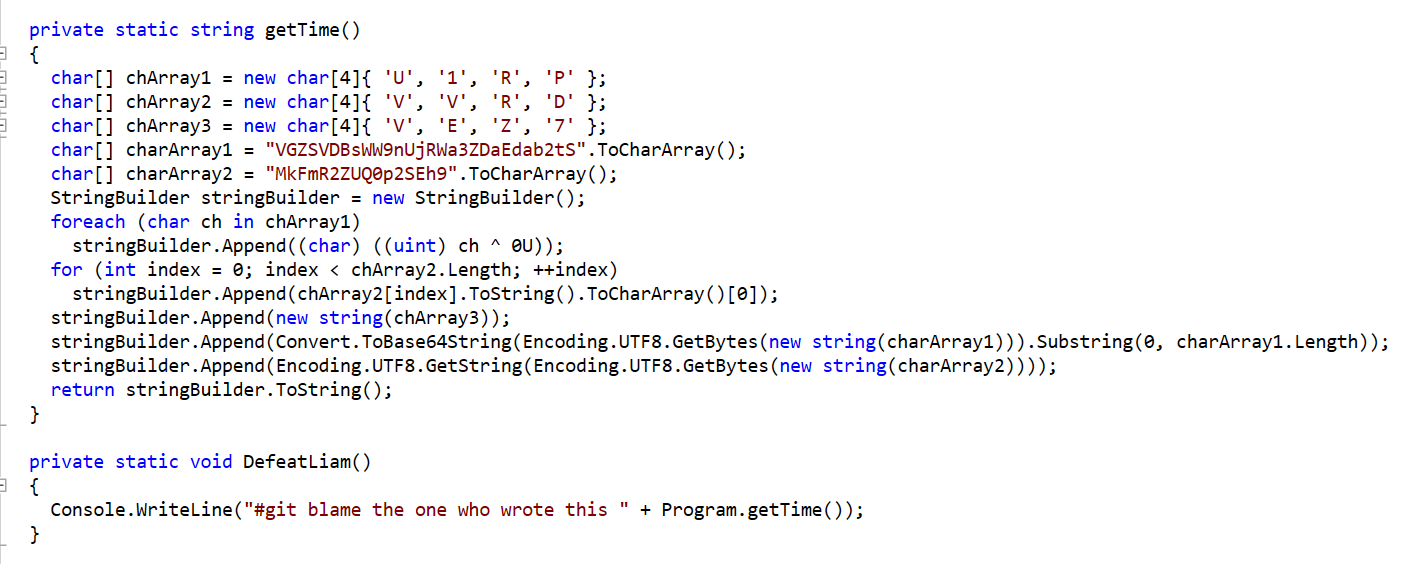 private static string getTime()
{
  char[] chArray1 = new char[4]{ 'U', '1', 'R', 'P' };
  char[] chArray2 = new char[4]{ 'V', 'V', 'R', 'D' };
  char[] chArray3 = new char[4]{ 'V', 'E', 'Z', '7' };
  char[] charArray1 = "VGZSVDBsWW9nUjRWa3ZDaEdab2tS".ToCharArray();
  char[] charArray2 = "MkFmR2ZUQ0p2SEh9".ToCharArray();
  StringBuilder stringBuilder = new StringBuilder();
  foreach (char ch in chArray1)
    stringBuilder.Append((char) ((uint) ch ^ 0U));
  for (int index = 0; index < chArray2.Length; ++index)
    stringBuilder.Append(chArray2[index].ToString().ToCharArray()[0]);
  stringBuilder.Append(new string(chArray3));
  stringBuilder.Append(Convert.ToBase64String(Encoding.UTF8.GetBytes(new string(charArray1))).Substring(0, charArray1.Length));
  stringBuilder.Append(Encoding.UTF8.GetString(Encoding.UTF8.GetBytes(new string(charArray2))));
  return stringBuilder.ToString();
}
private static void DefeatLiam()
{
  Console.WriteLine("#git blame the one who wrote this " + Program.getTime());
}